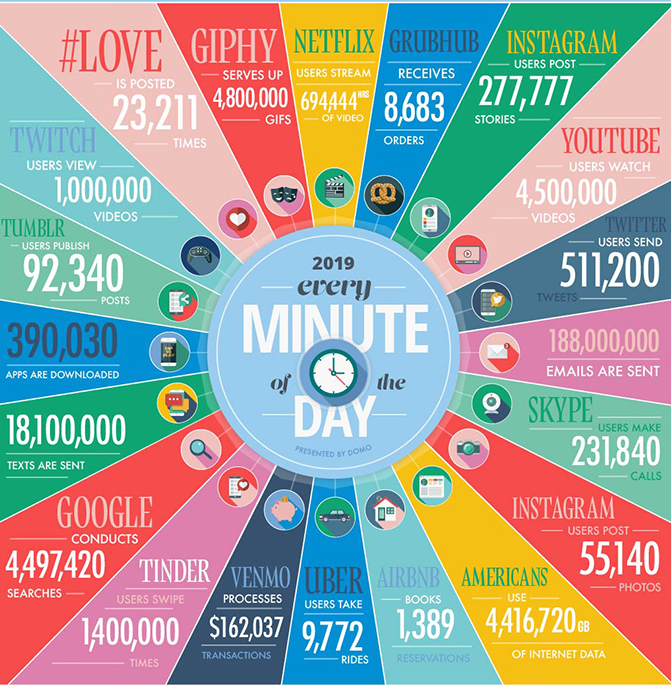 #LOVE
IS POSTED
23,211
TIMES
GIPHY
SERVES UP
4,800,000
GIFS
NETFLIX
USERS STREAM
694,444 HRS
OF VIDEO
GRUBHUB
RECEIVES
8,683
ORDERS
INSTAGRAM
USERS POST
277,777
STORIES
YOUTUBE
USERS WATCH
4,500,000
VIDEOS
TWITTER
USERS SEND
511,200
TWEETS
188,000,000
EMAILS ARE SENT
SKYPE
USERS MAKE
231,840
CALLS
INSTAGRAM
USERS POST
55,140
PHOTOS
AMERICANS
USE
4,416,720 GB
OF INTERNET DATA
AIRBNB
BOOKS
1,389
RESERVATIONS
UBER
USERS TAKE
9,772
RIDES
VENMO
PROCESSES
$162,037
TRANSACTIONS
TINDER
USERS SWIPE
1400,000
TIMES
GOOGLE
CONDUCTS
4,497,420
SEARCHES
18,100,000
TEXTS ARE SENT
390,030
APPS ARE DOWNLOADED
TUMBLR
USERS PUBLISH
92,340
POSTS
TWITCH
USERS VIEW
1,000,000
VIDEOS
2019
every
MINUTE
of the
DAY
PRESENTED BY DOMO